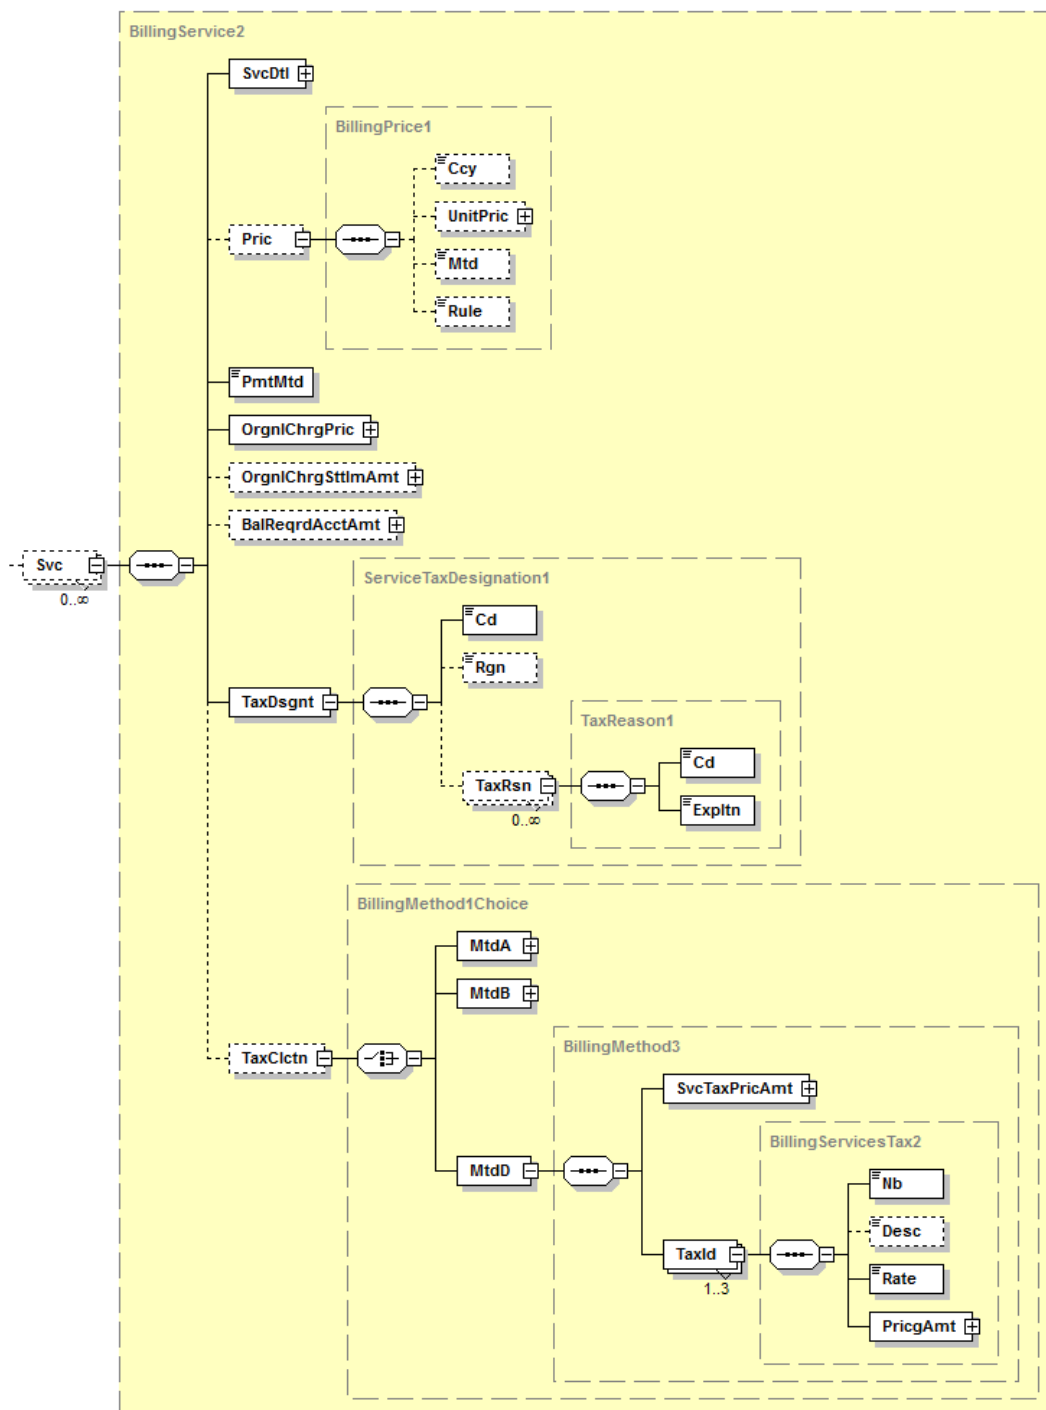 BillingService2
SvcDtl
BillingPrice1
Ccy
UnitPric
Pric
Mtd
Rule
PmtMtd
OrgnlChrgPric
OrgnlChrgSttlmAmt
BalReqrdAcctAmt
Svc
0..∞
ServiceTaxDesignation1
Cd
Rgn
TaxDsgnt
TaxReason1
Cd
TaxRsn
0..∞
Expltn
BillingMethod1Choice
MtdA
MtdB
BillingMethod3
TaxClctn
SvcTaxPricAmt
BillingServicesTax2
MtdD
Nb
Desc
TaxId
1..3
Rate
PricgAmt